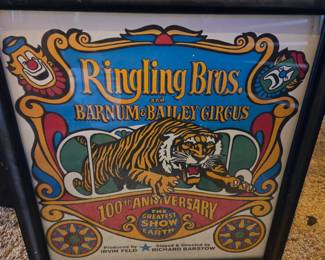 Ringling Bros.
and
BARNUM & BAILEY CIRCUS
100TH ANNIVERSARY
THE
GREATEST
SHOW
ON
EARTH
Produced by
IRVIN FELD
Staged & Directed by
RICHARD BARSTOW